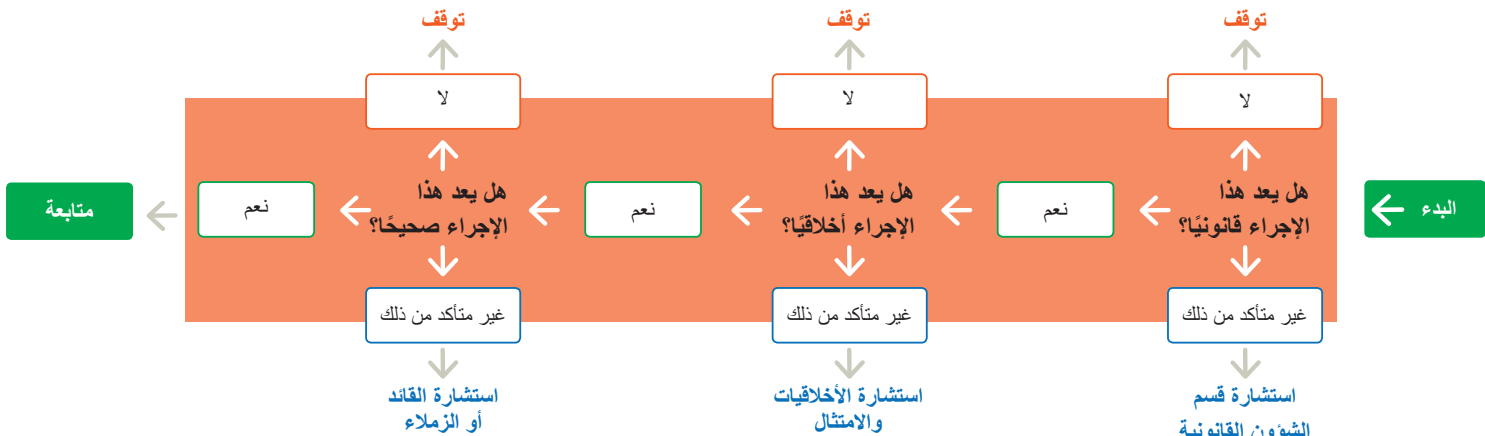 البدء
هل يعد هذا
الإجراء قانونيًا؟
لا
توقف
غير متأكد من ذلك
استشارة قسم
الشؤون القانونية
نعم
هل يعد هذا
الإجراء أخلاقيًا؟
لا
توقف
غير متأكد من ذلك
استشارة الأخلاقيات
والامتثال
نعم
هل يعد هذا
الإجراء صحيحًا؟
لا
توقف
غير متأكد من ذلك
استشارة القائد
أو الزملاء
نعم
متابعة